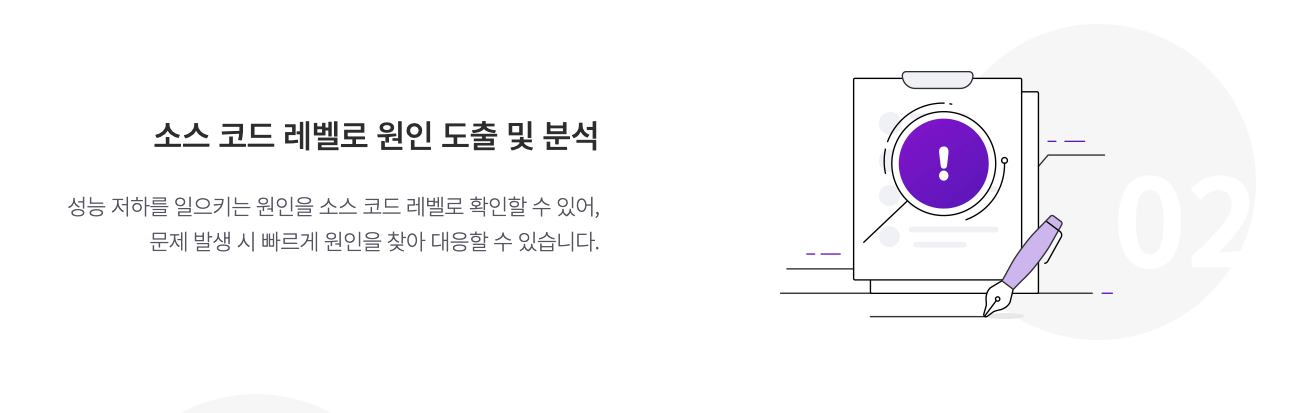 소스 코드 레벨로 원인 도출 및 분석
성능 저하를 일으키는 원인을 소스 코드 레벨로 확인할 수 있어,
문제 발생 시 빠르게 원인을 찾아 대응할 수 있습니다.
!
02